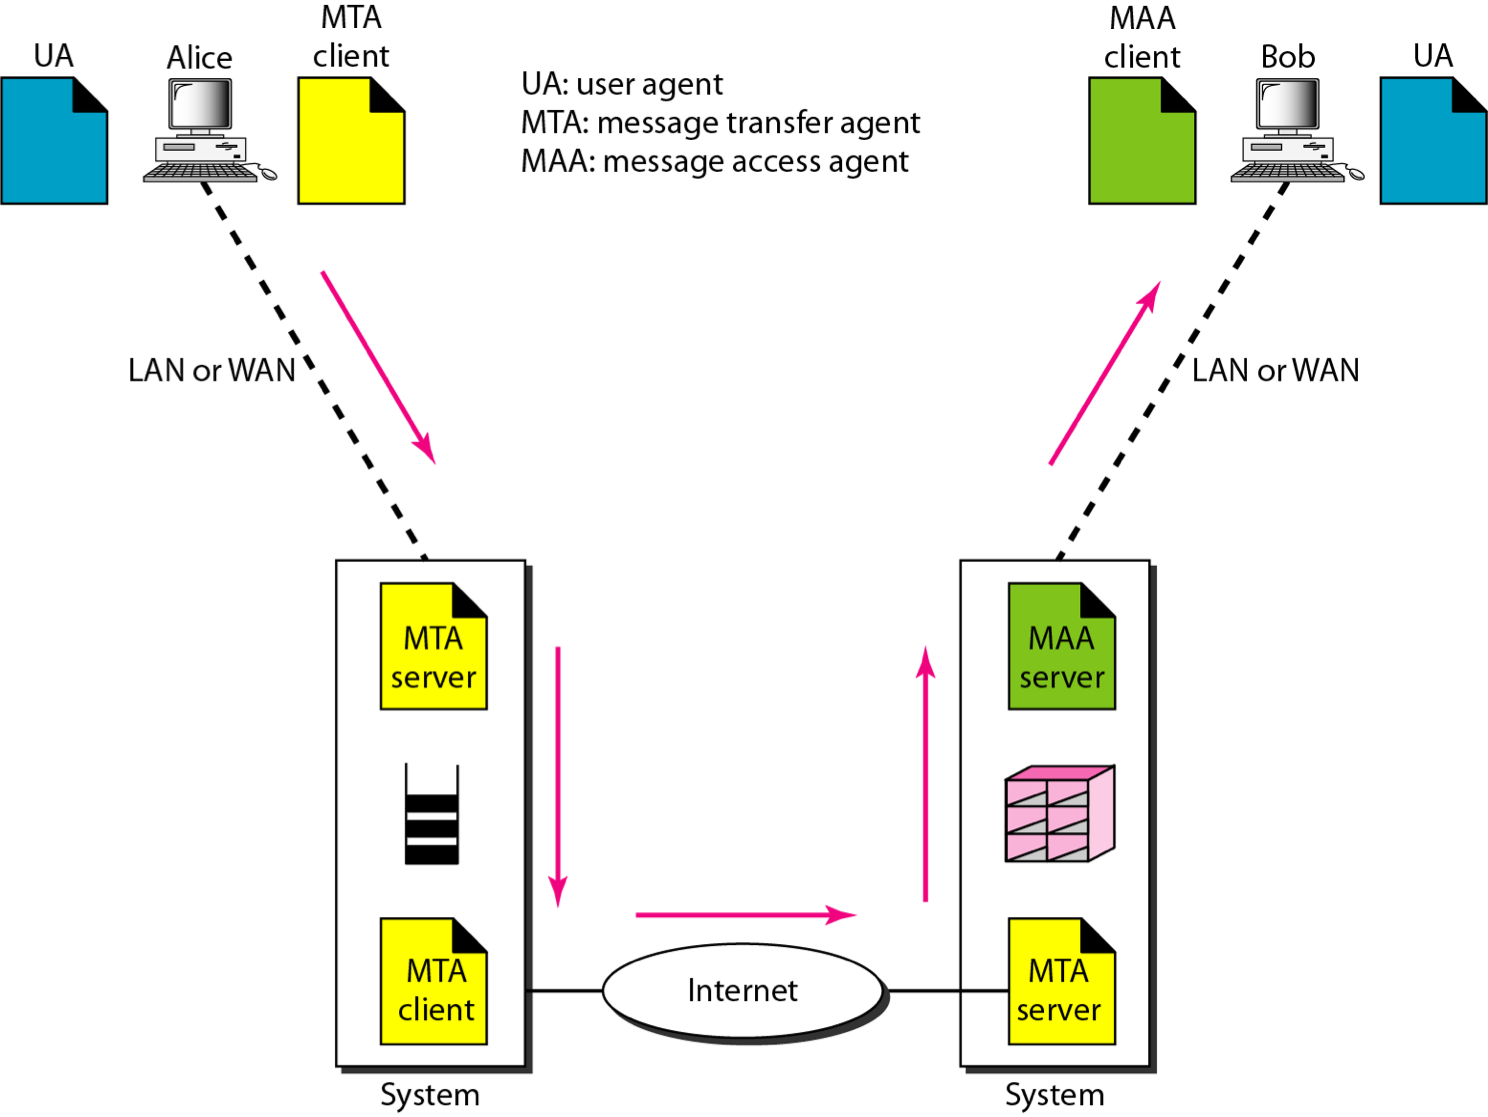 UA
Alice
MTA
client
UA: user agent
MTA: message transfer agent
MAA: message access agent
MAA
client
Bob
UA
LAN or WAN
LAN or WAN
MTA
server
MAA
server
MTA
client
Internet
MTA
server
System
System